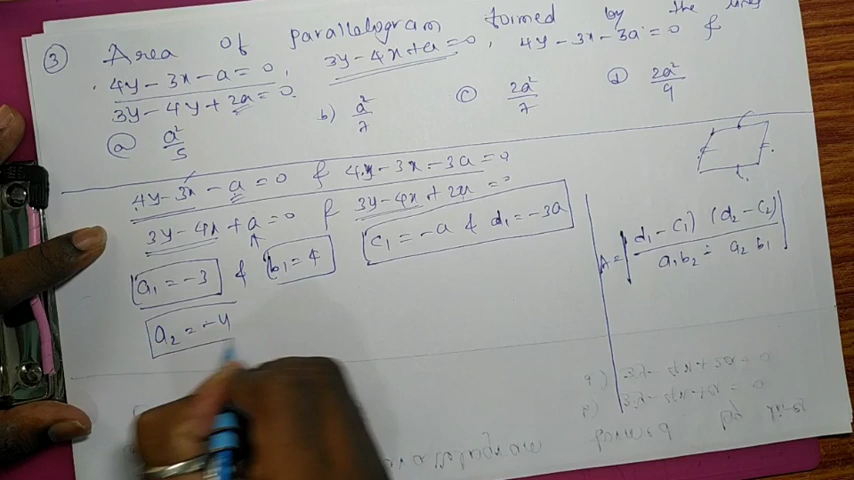 ③ Area of parallelogram formed by the lines
4y-3x-a=0, 3y-4x+a=0, 4y-3x-3a=0 &
3y-4y+2a=0.
ⓐ a²/5 b) a²/7 ⓒ 2a²/7 ⓓ 2a²/9
4y-3x-a=0 & 4y-3x-3a=0
3y-4x+a=0 & 3y-4x+2a=0
a₁=-3 & b₁=4 c₁=-a & d₁=-3a
a₂=-4
A=|(d₁-c₁)(d₂-c₂)/a₁b₂-a₂b₁|